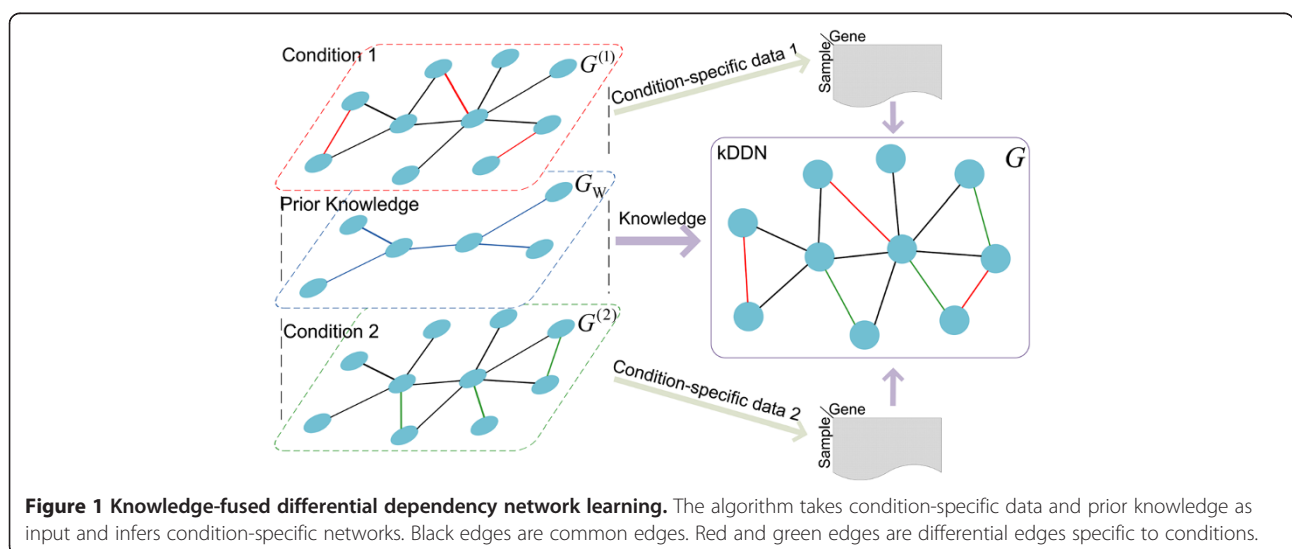 Condition 1
G(1)
Condition-specific data 1
Gene
Sample
Prior Knowledge
GW
Knowledge
kDDN
G
Condition 2
G(2)
Condition-specific data 2
Gene
Sample
Figure 1 Knowledge-fused differential dependency network learning. The algorithm takes condition-specific data and prior knowledge as
input and infers condition-specific networks. Black edges are common edges. Red and green edges are differential edges specific to conditions.